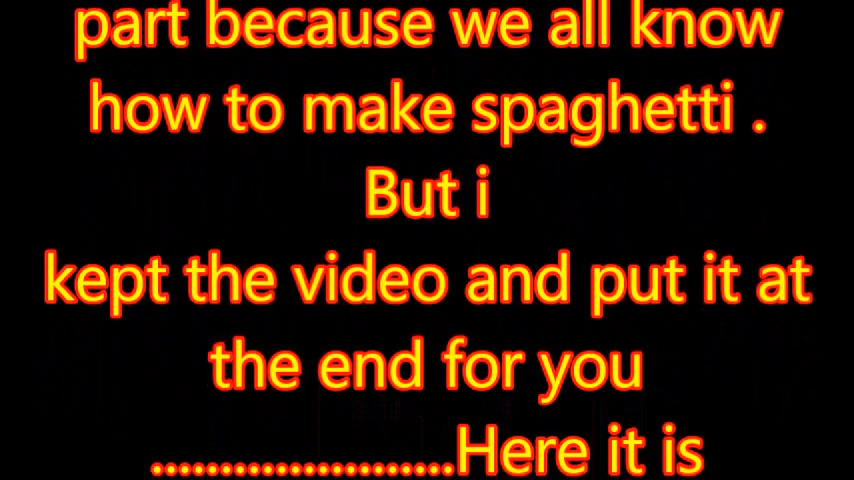 part because we all know
how to make spaghetti .
But i
kept the video and put it at
the end for you
......................Here it is